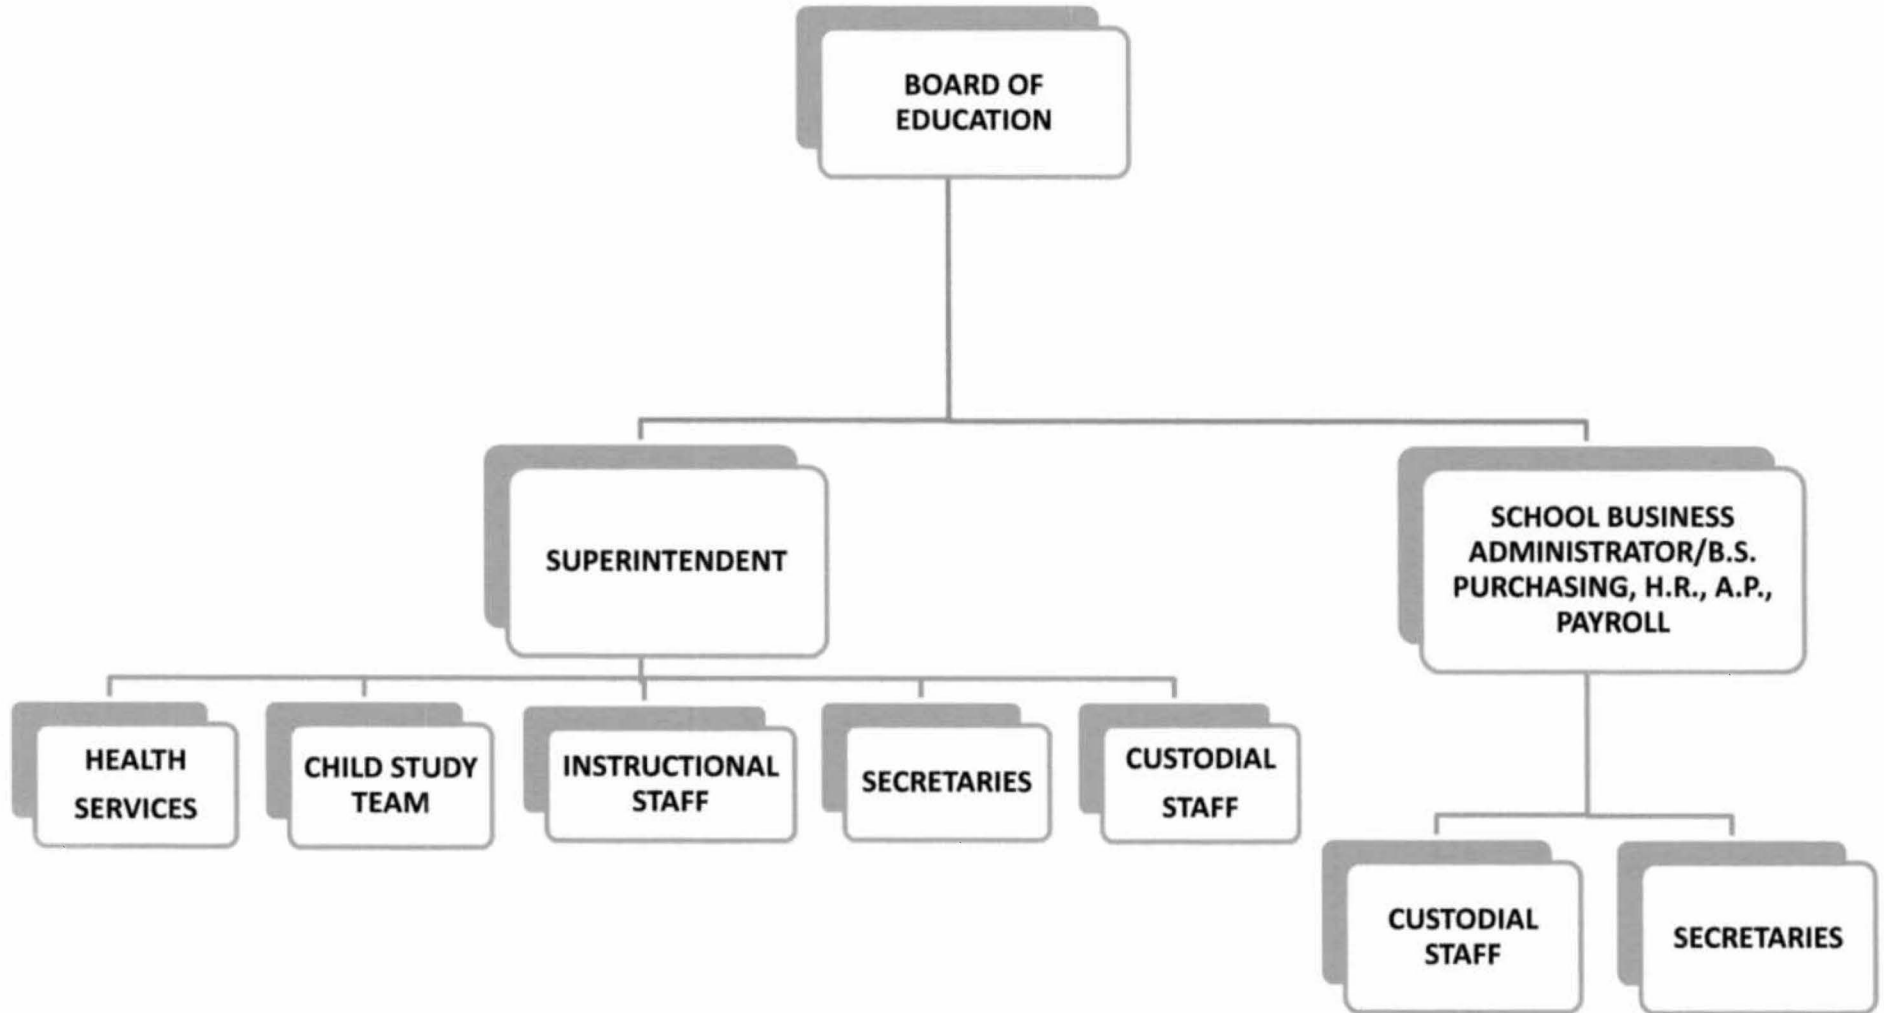 BOARD OF
EDUCATION
SUPERINTENDENT
SCHOOL BUSINESS
ADMINISTRATOR/B.S.
PURCHASING, H.R., A.P.,
PAYROLL
HEALTH
SERVICES
CHILD STUDY
TEAM
INSTRUCTIONAL
STAFF
SECRETARIES
CUSTODIAL
STAFF
CUSTODIAL
STAFF
SECRETARIES